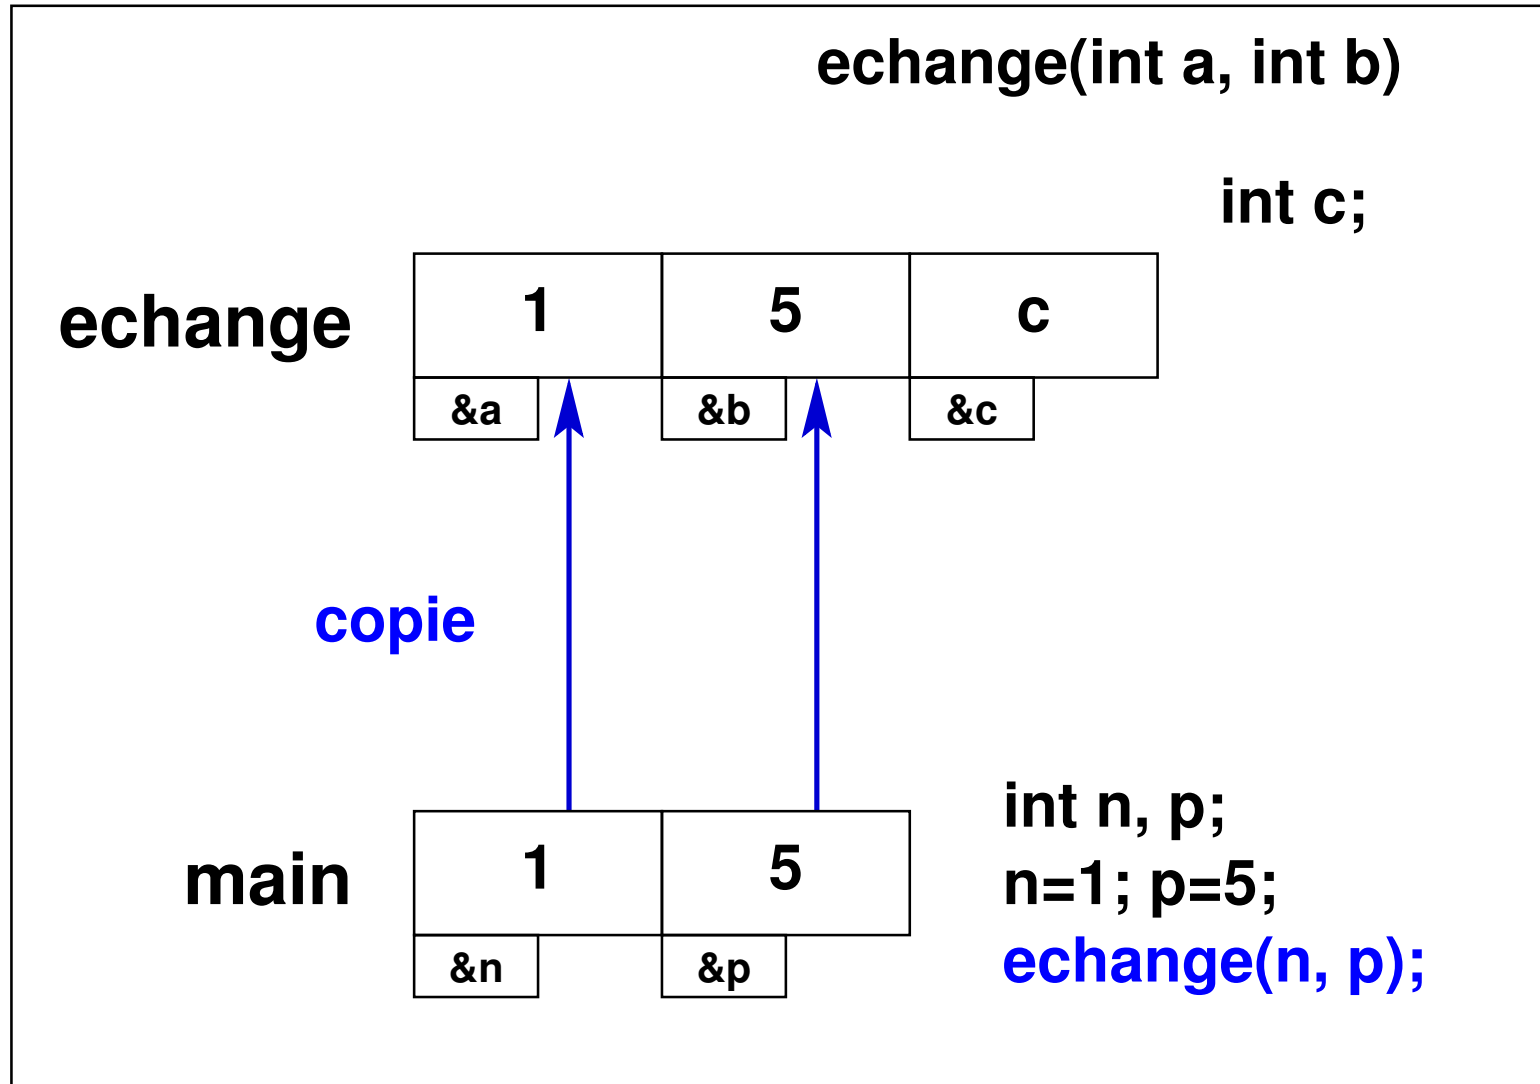 echange(int a, int b)
int c;
echange 1 5 c
&a &b &c
copie
int n, p;
main 1 5 n=1; p=5;
&n &p echange(n, p);